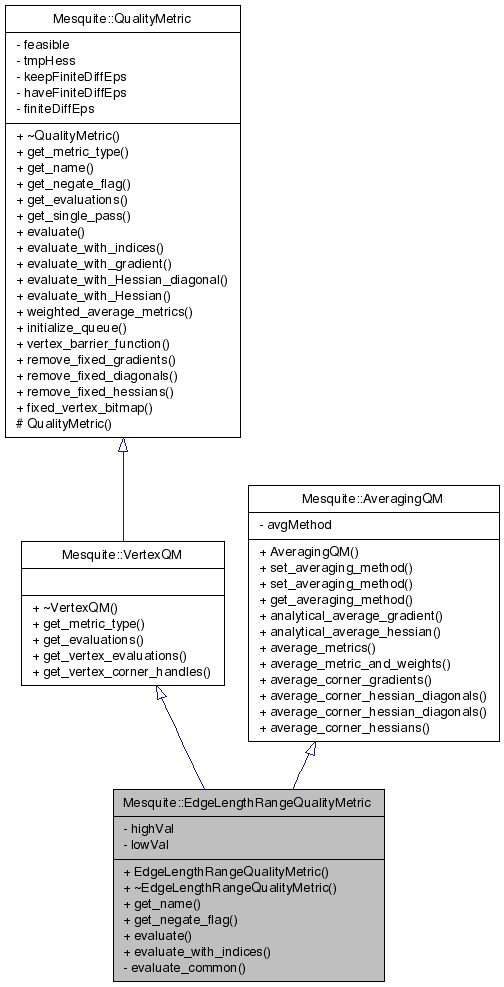 Mesquite::QualityMetric
- feasible
- tmpHess
- keepFiniteDiffEps
- haveFiniteDiffEps
- finiteDiffEps
+ ~QualityMetric()
+ get_metric_type()
+ get_name()
+ get_negate_flag()
+ get_evaluations()
+ get_single_pass()
+ evaluate()
+ evaluate_with_indices()
+ evaluate_with_gradient()
+ evaluate_with_Hessian_diagonal()
+ evaluate_with_Hessian()
+ weighted_average_metrics()
+ initialize_queue()
+ vertex_barrier_function()
+ remove_fixed_gradients()
+ remove_fixed_diagonals()
+ remove_fixed_hessians()
+ fixed_vertex_bitmap()
# QualityMetric()
Mesquite::VertexQM
+ ~VertexQM()
+ get_metric_type()
+ get_evaluations()
+ get_vertex_evaluations()
+ get_vertex_corner_handles()
Mesquite::AveragingQM
- avgMethod
+ AveragingQM()
+ set_averaging_method()
+ set_averaging_method()
+ get_averaging_method()
+ analytical_average_gradient()
+ analytical_average_hessian()
+ average_metrics()
+ average_metric_and_weights()
+ average_corner_gradients()
+ average_corner_hessian_diagonals()
+ average_corner_hessian_diagonals()
+ average_corner_hessians()
Mesquite::EdgeLengthRangeQualityMetric
- highVal
- lowVal
+ EdgeLengthRangeQualityMetric()
+ ~EdgeLengthRangeQualityMetric()
+ get_name()
+ get_negate_flag()
+ evaluate()
+ evaluate_with_indices()
- evaluate_common()